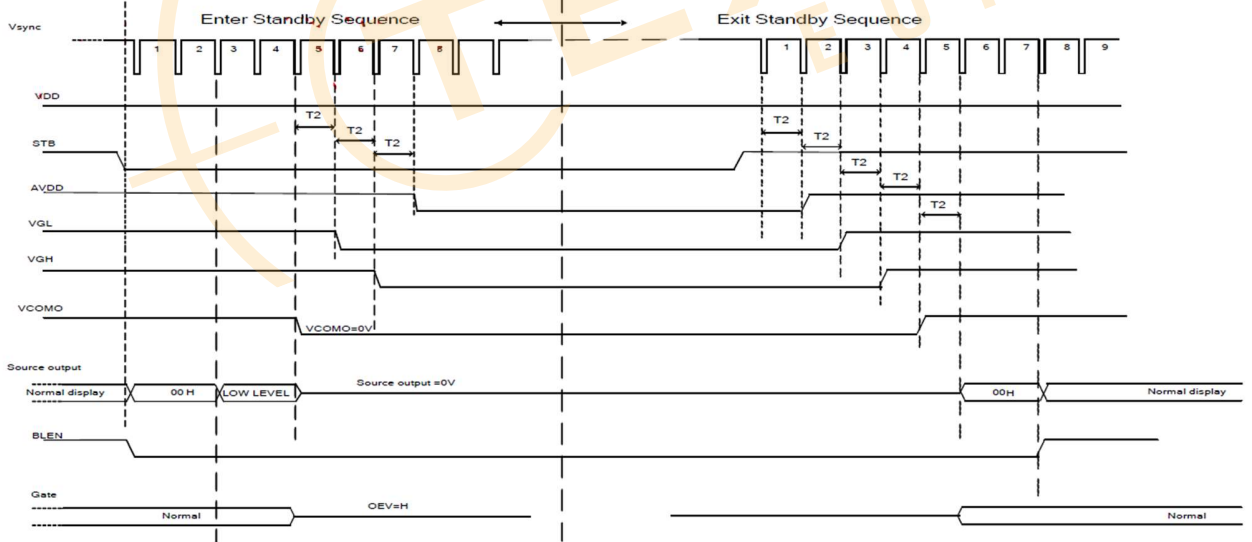 Enter Standby Sequence
Exit Standby Sequence
Vsync
1 2 3 4 5 6 7 8
1 2 3 4 5 6 7 8 9
VDD
T2
T2
T2
T2
T2
T2
T2
T2
STB
AVDD
VGL
VGH
VCOMO
VCOMO=0V
Source output
Normal display
00 H
LOW LEVEL
Source output =0V
00H
Normal display
BLEN
Gate
Normal
OEV=H
Normal